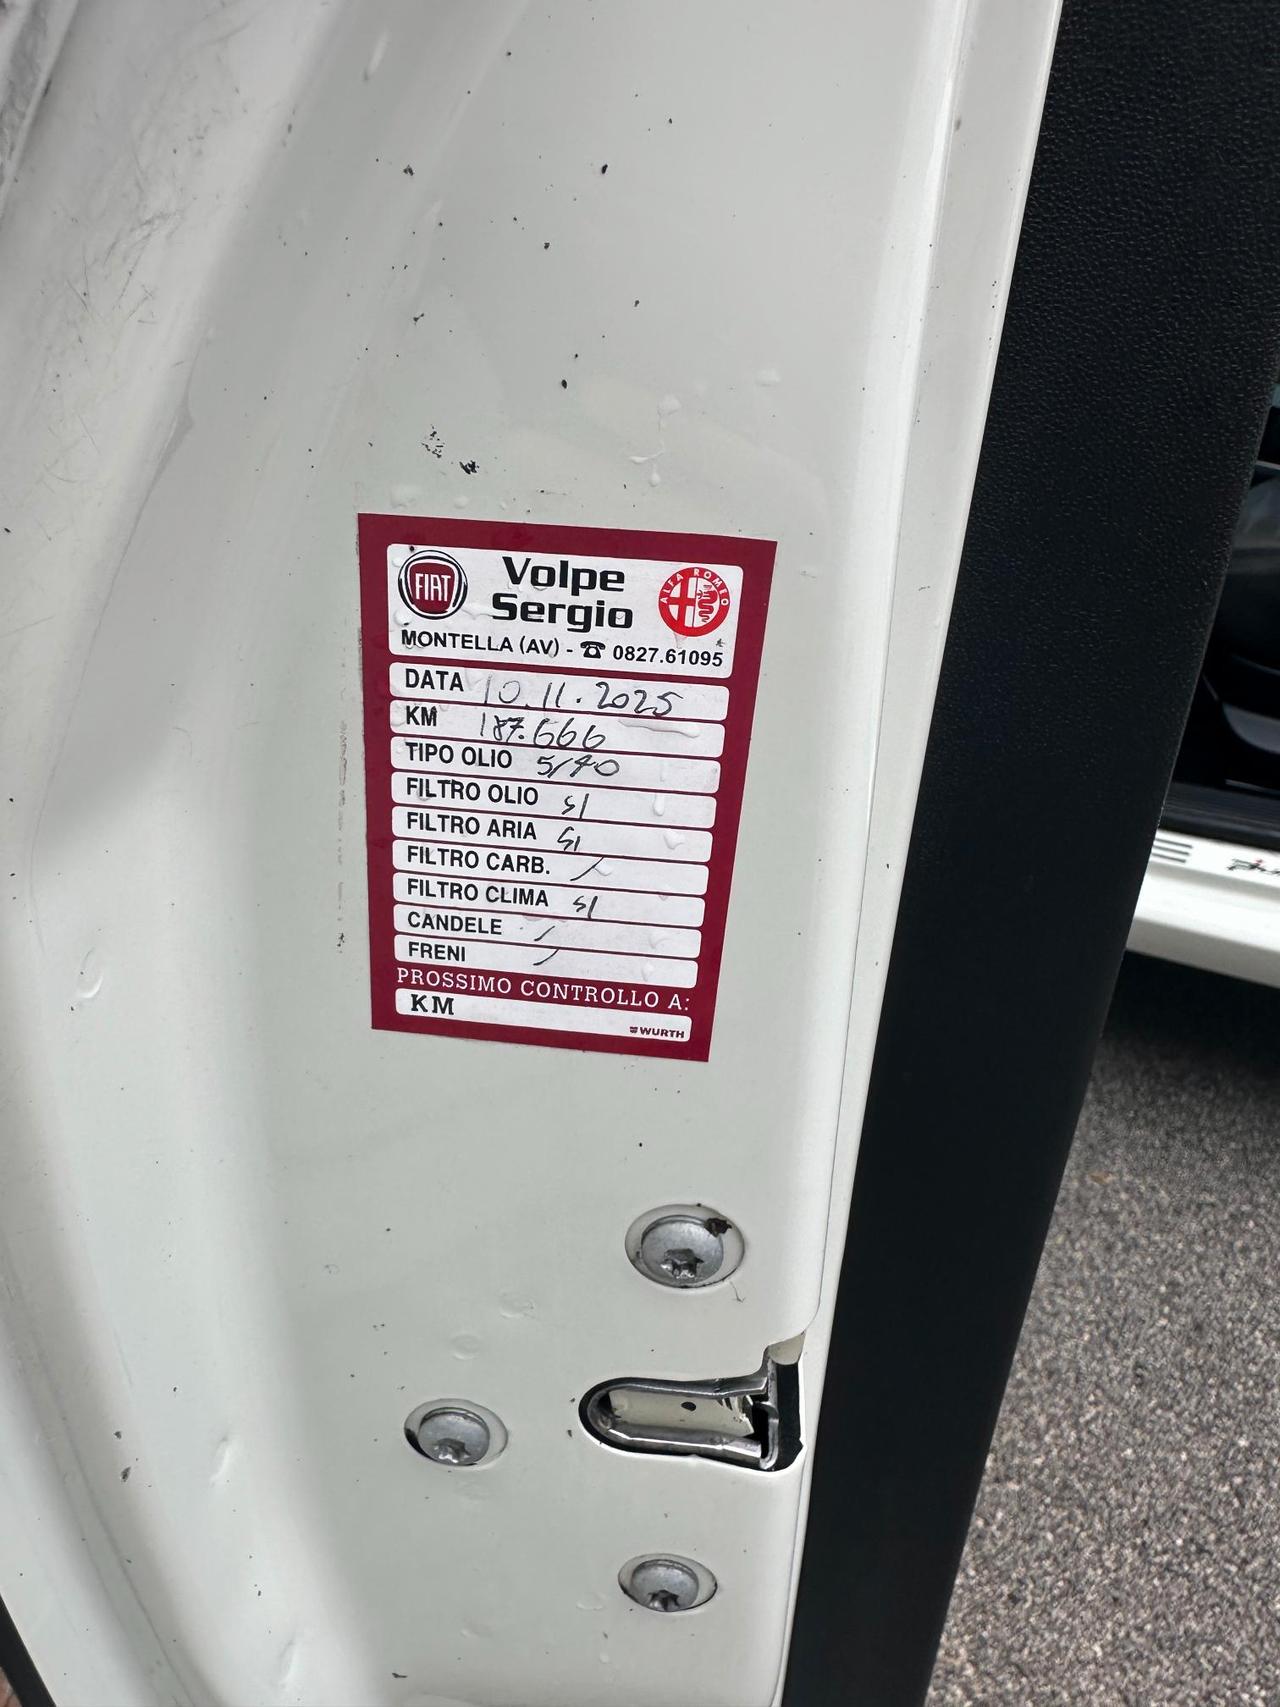 FIAT
Volpe
Sergio
ALFA ROMEO
MONTELLA (AV) - ☎ 0827.61095
DATA 10.11.2025
KM 187.666
TIPO OLIO 5/40
FILTRO OLIO SI
FILTRO ARIA SI
FILTRO CARB. /
FILTRO CLIMA SI
CANDELE /
FRENI /
PROSSIMO CONTROLLO A:
KM
WURTH